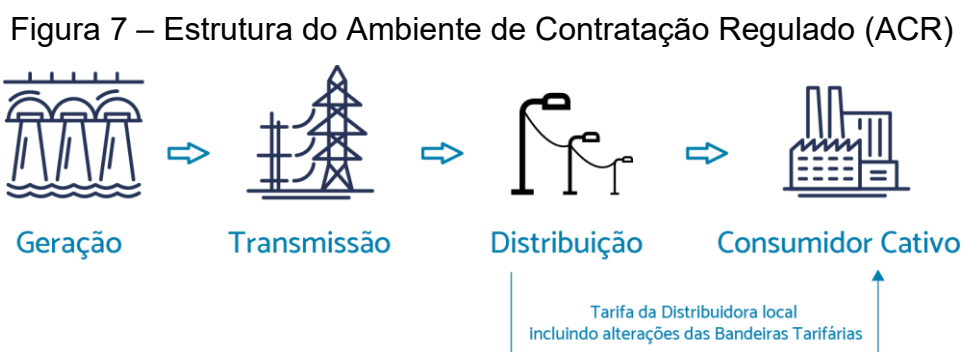 Figura 7 – Estrutura do Ambiente de Contratação Regulado (ACR)
Geração
Transmissão
Distribuição
Consumidor Cativo
Tarifa da Distribuidora local
incluindo alterações das Bandeiras Tarifárias